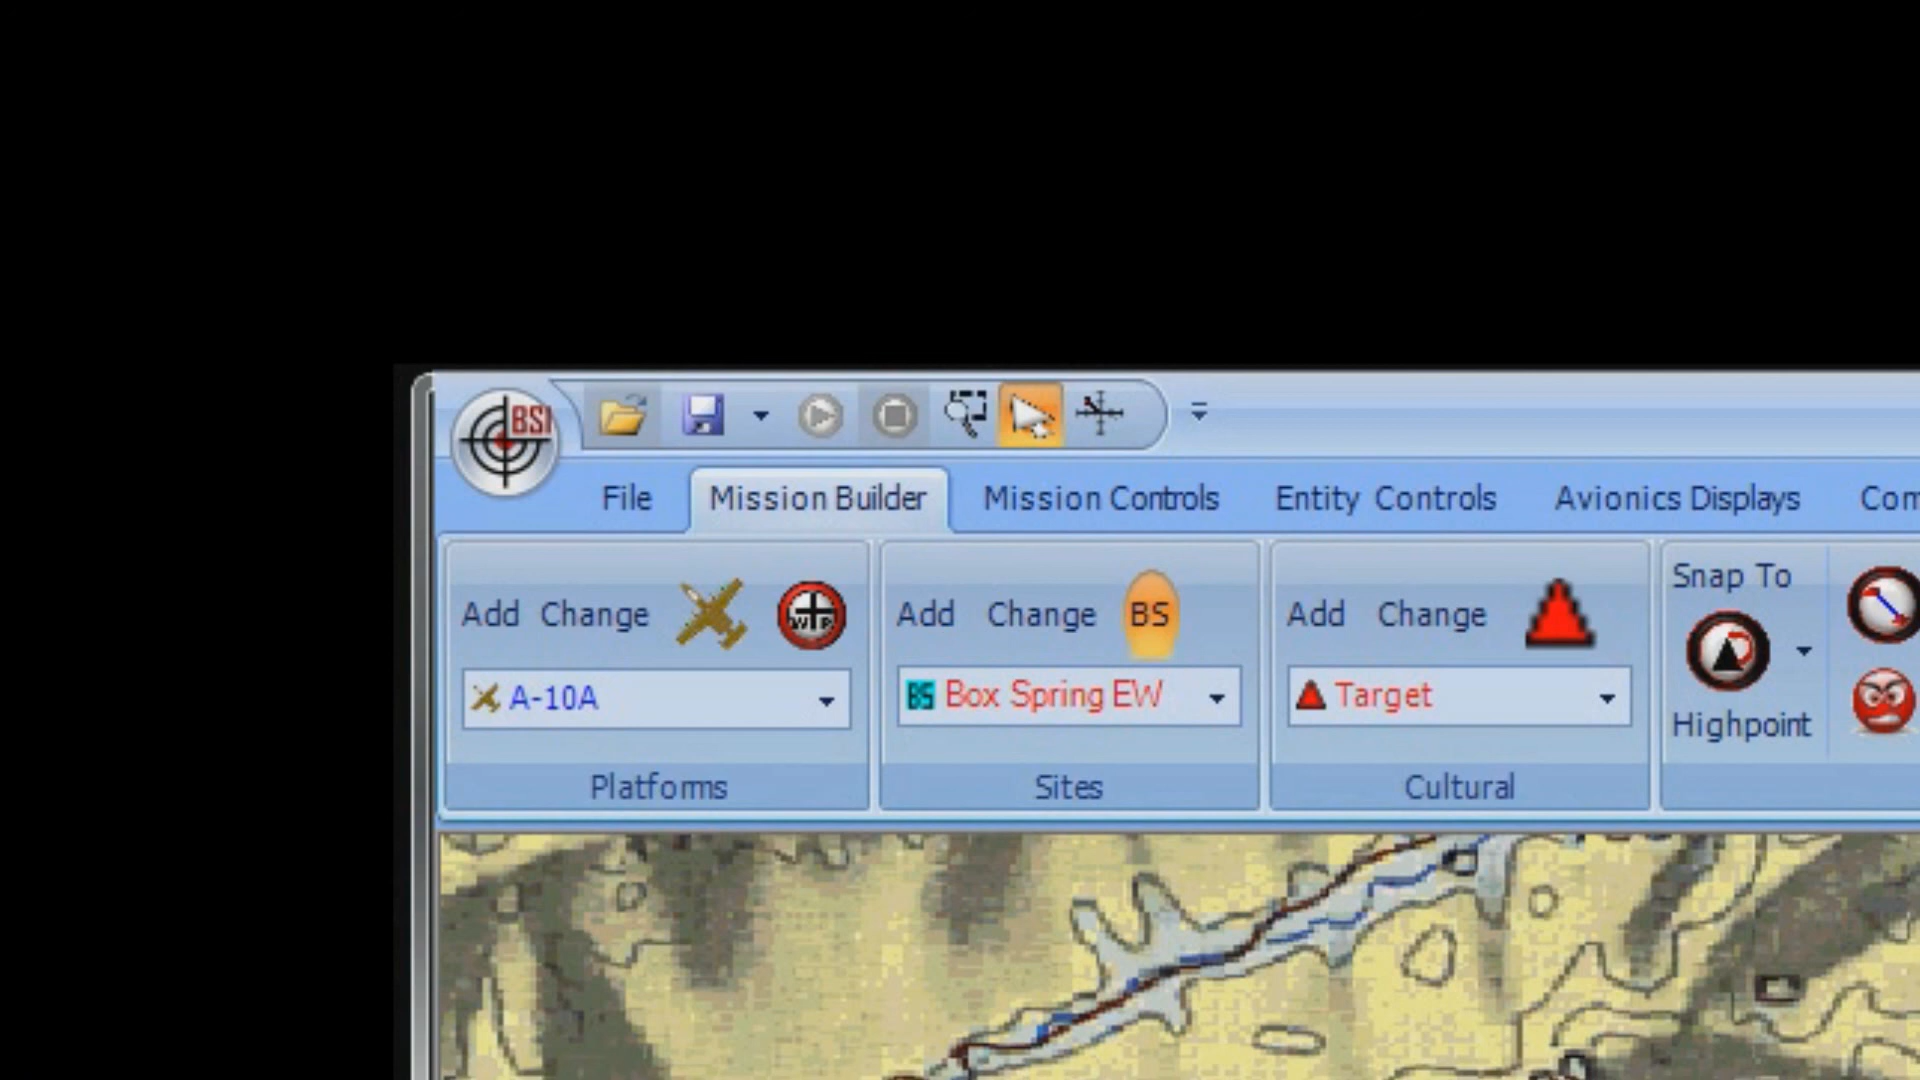 BSI
File Mission Builder Mission Controls Entity Controls Avionics Displays
Snap To
Add Change Add Change BS Add Change
A-10A BS Box Spring EW Target
Highpoint
Platforms Sites Cultural